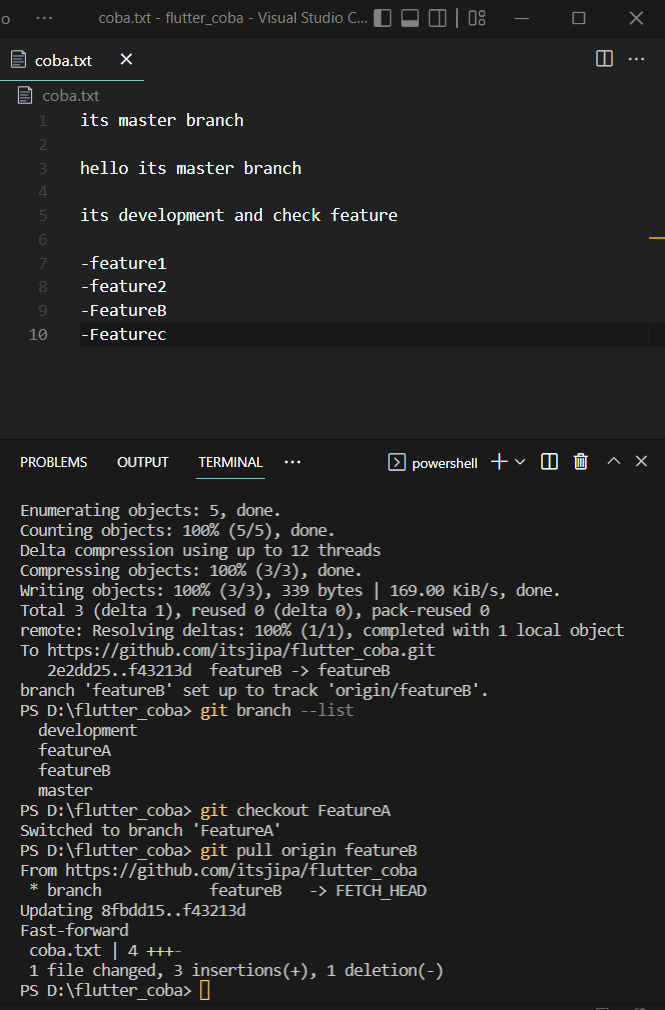 o ··· coba.txt - flutter_coba - Visual Studio C...
coba.txt
coba.txt
1 its master branch
2
3 hello its master branch
4
5 its development and check feature
6
7 -feature1
8 -feature2
9 -FeatureB
10 -Featurec
PROBLEMS OUTPUT TERMINAL ··· powershell
Enumerating objects: 5, done.
Counting objects: 100% (5/5), done.
Delta compression using up to 12 threads
Compressing objects: 100% (3/3), done.
Writing objects: 100% (3/3), 339 bytes | 169.00 KiB/s, done.
Total 3 (delta 1), reused 0 (delta 0), pack-reused 0
remote: Resolving deltas: 100% (1/1), completed with 1 local object
To https://github.com/itsjipa/flutter_coba.git
2e2dd25..f43213d featureB -> featureB
branch 'featureB' set up to track 'origin/featureB'.
PS D:\flutter_coba> git branch --list
development
featureA
featureB
master
PS D:\flutter_coba> git checkout FeatureA
Switched to branch 'FeatureA'
PS D:\flutter_coba> git pull origin featureB
From https://github.com/itsjipa/flutter_coba
* branch featureB -> FETCH_HEAD
Updating 8fbdd15..f43213d
Fast-forward
coba.txt | 4 +++-
1 file changed, 3 insertions(+), 1 deletion(-)
PS D:\flutter_coba>